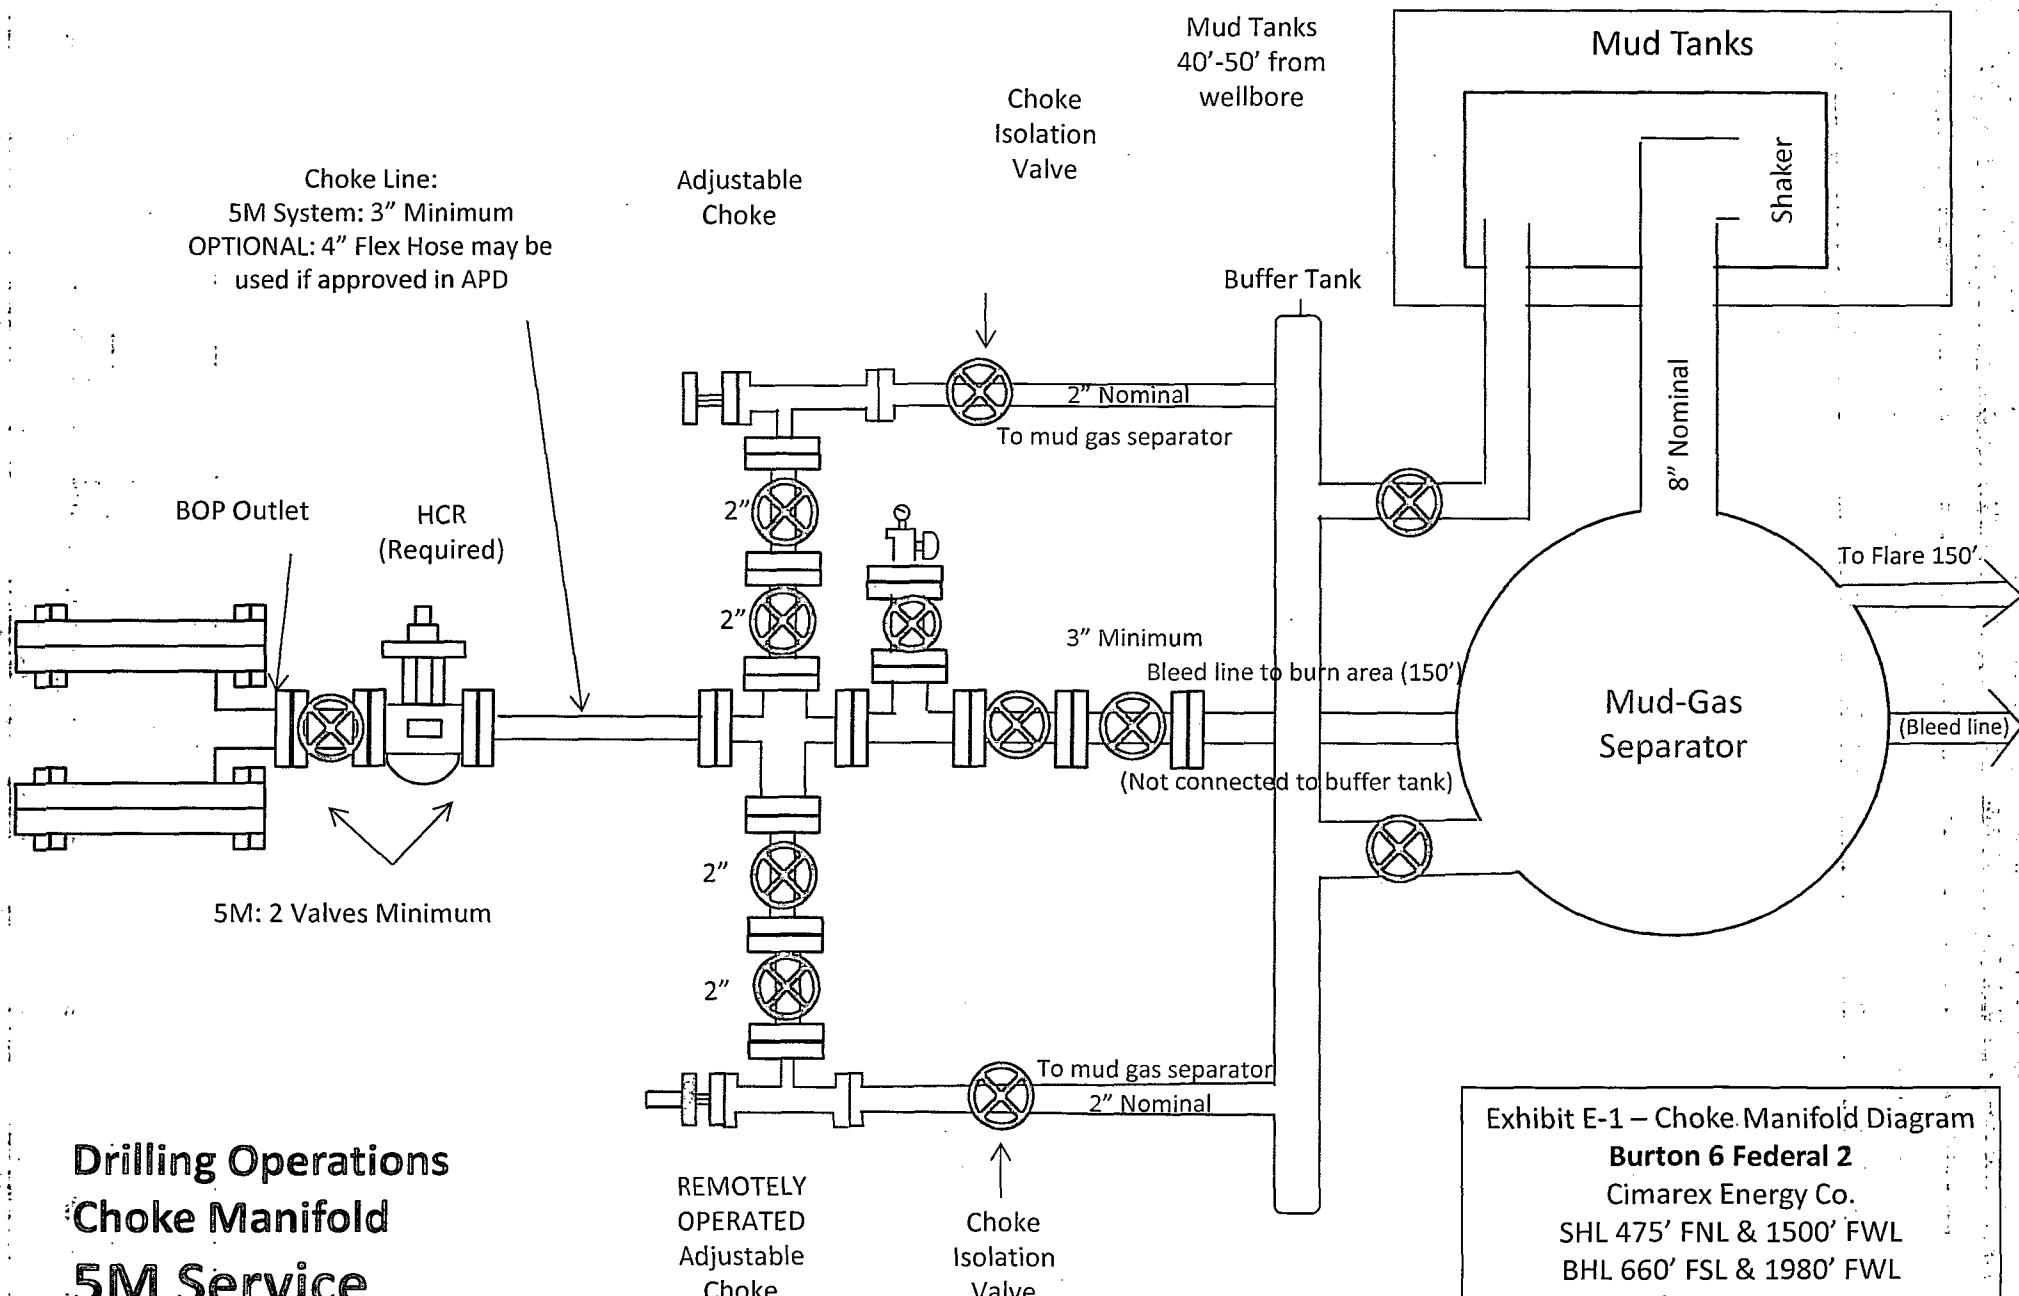 Mud Tanks
40’-50’ from
wellbore
Mud Tanks
Shaker
Choke
Isolation
Valve
Adjustable
Choke
Choke Line:
5M System: 3” Minimum
OPTIONAL: 4” Flex Hose may be
used if approved in APD
Buffer Tank
2” Nominal
To mud gas separator
8” Nominal
BOP Outlet
HCR
(Required)
2”
2”
To Flare 150’
3” Minimum
Bleed line to burn area (150’)
Mud-Gas
Separator
(Bleed line)
(Not connected to buffer tank)
5M: 2 Valves Minimum
2”
2”
To mud gas separator
2” Nominal
Drilling Operations
Choke Manifold
5M Service
REMOTELY
OPERATED
Adjustable
Choke
Choke
Isolation
Valve
Exhibit E-1 – Choke Manifold Diagram
Burton 6 Federal 2
Cimarex Energy Co.
SHL 475’ FNL & 1500’ FWL
BHL 660’ FSL & 1980’ FWL